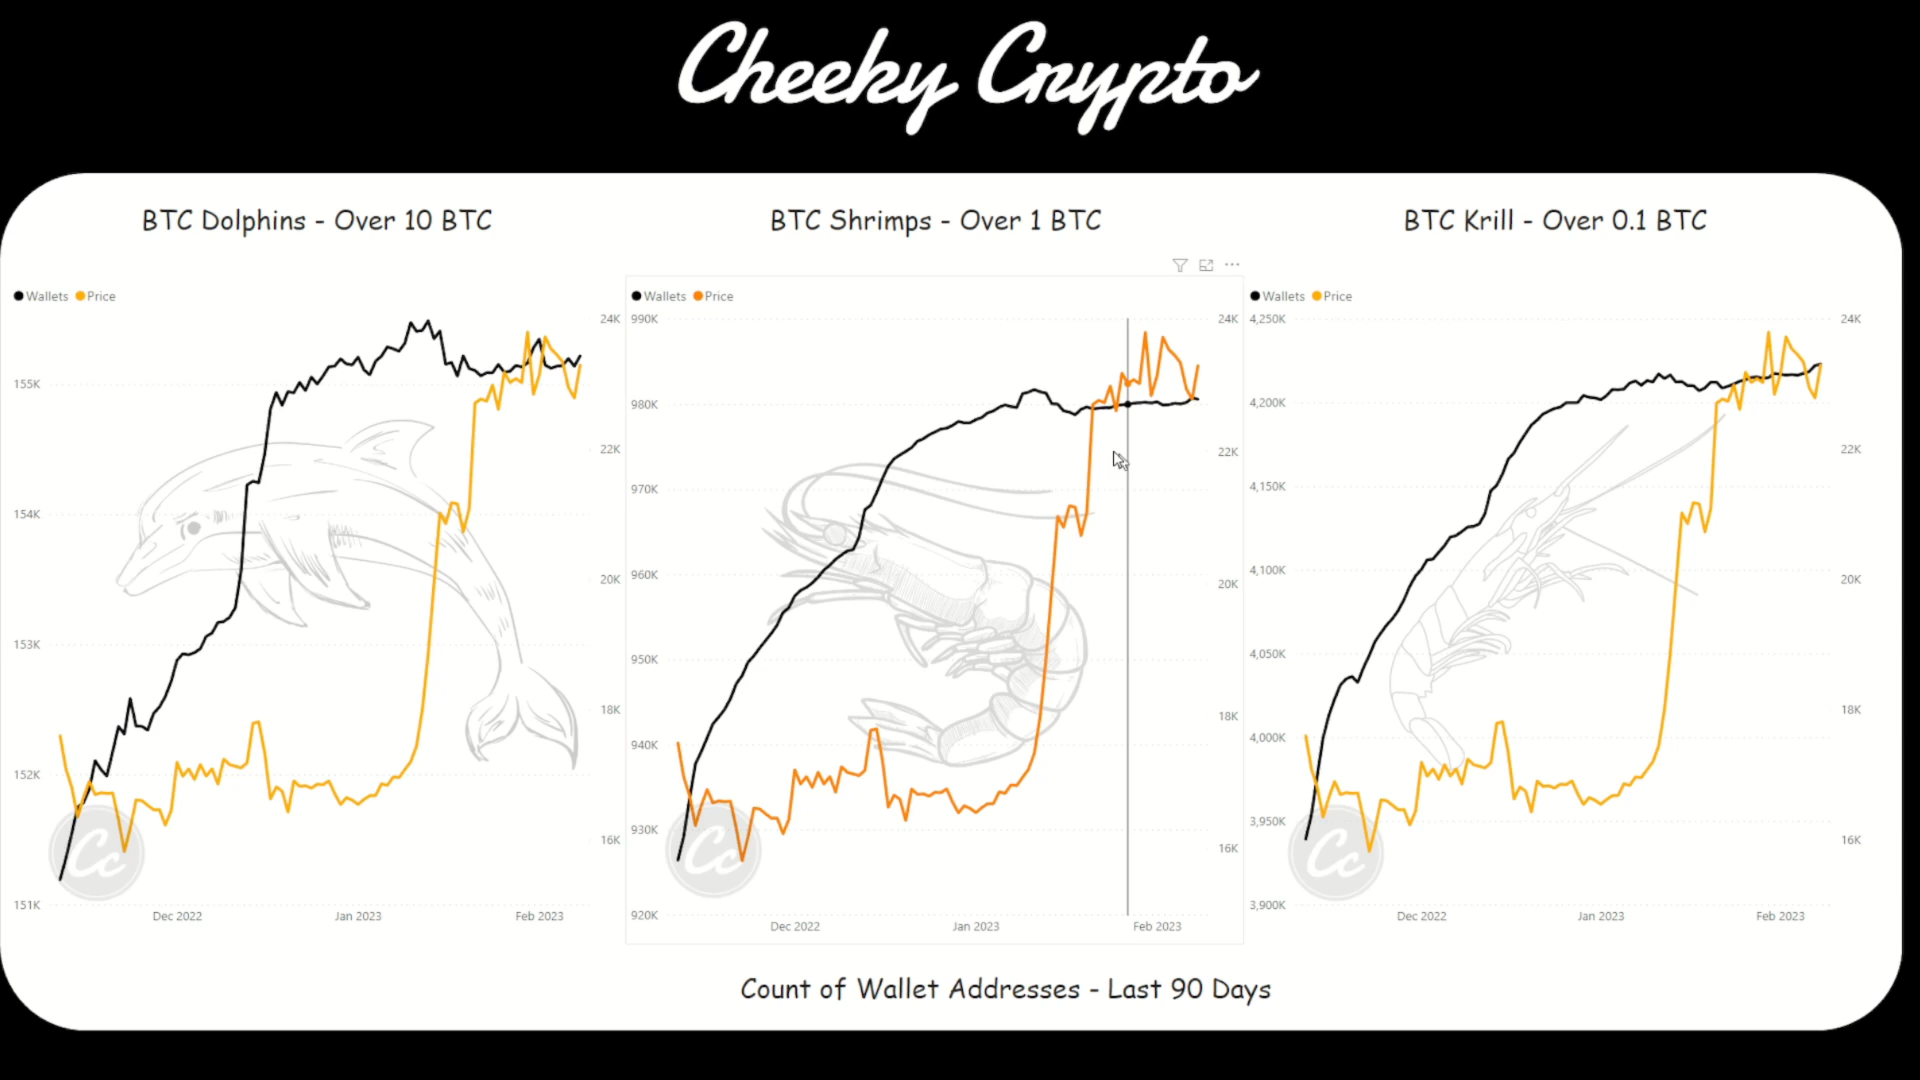 Cheeky Crypto
BTC Dolphins - Over 10 BTC
Wallets Price
24K
155K
22K
154K
20K
153K
18K
152K
16K
151K
Dec 2022 Jan 2023 Feb 2023
Cc
BTC Shrimps - Over 1 BTC
Wallets Price
990K 24K
980K
22K
970K
960K
20K
950K
18K
940K
930K
16K
920K
Dec 2022 Jan 2023 Feb 2023
Cc
BTC Krill - Over 0.1 BTC
Wallets Price
4,250K 24K
4,200K
22K
4,150K
4,100K
20K
4,050K
18K
4,000K
3,950K
16K
3,900K
Dec 2022 Jan 2023 Feb 2023
Cc
Count of Wallet Addresses - Last 90 Days